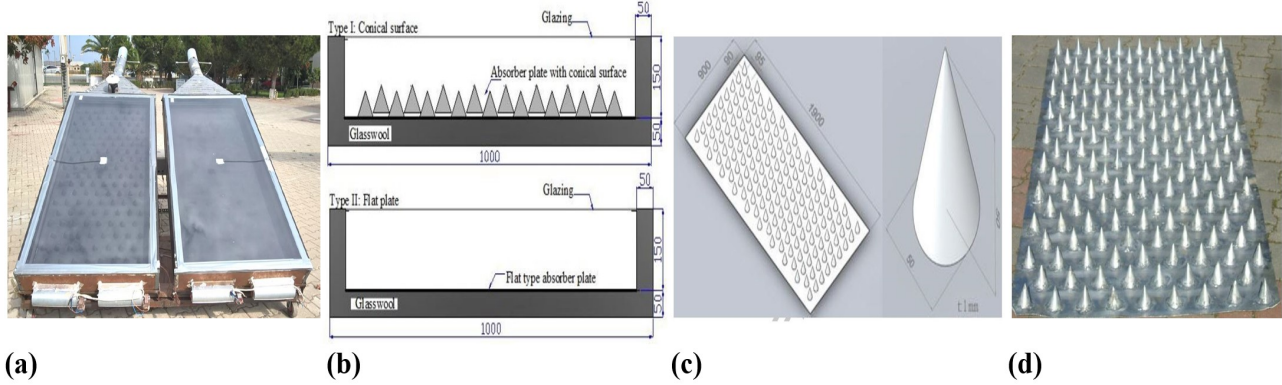 50
Type I: Conical surface
Glazing
Absorber plate with conical surface
150
Glasswool
50
1000
50
Type II: Flat plate
Glazing
150
Flat type absorber plate
Glasswool
50
1000
900
90
95
1900
50
t:1mm
(a)
(b)
(c)
(d)